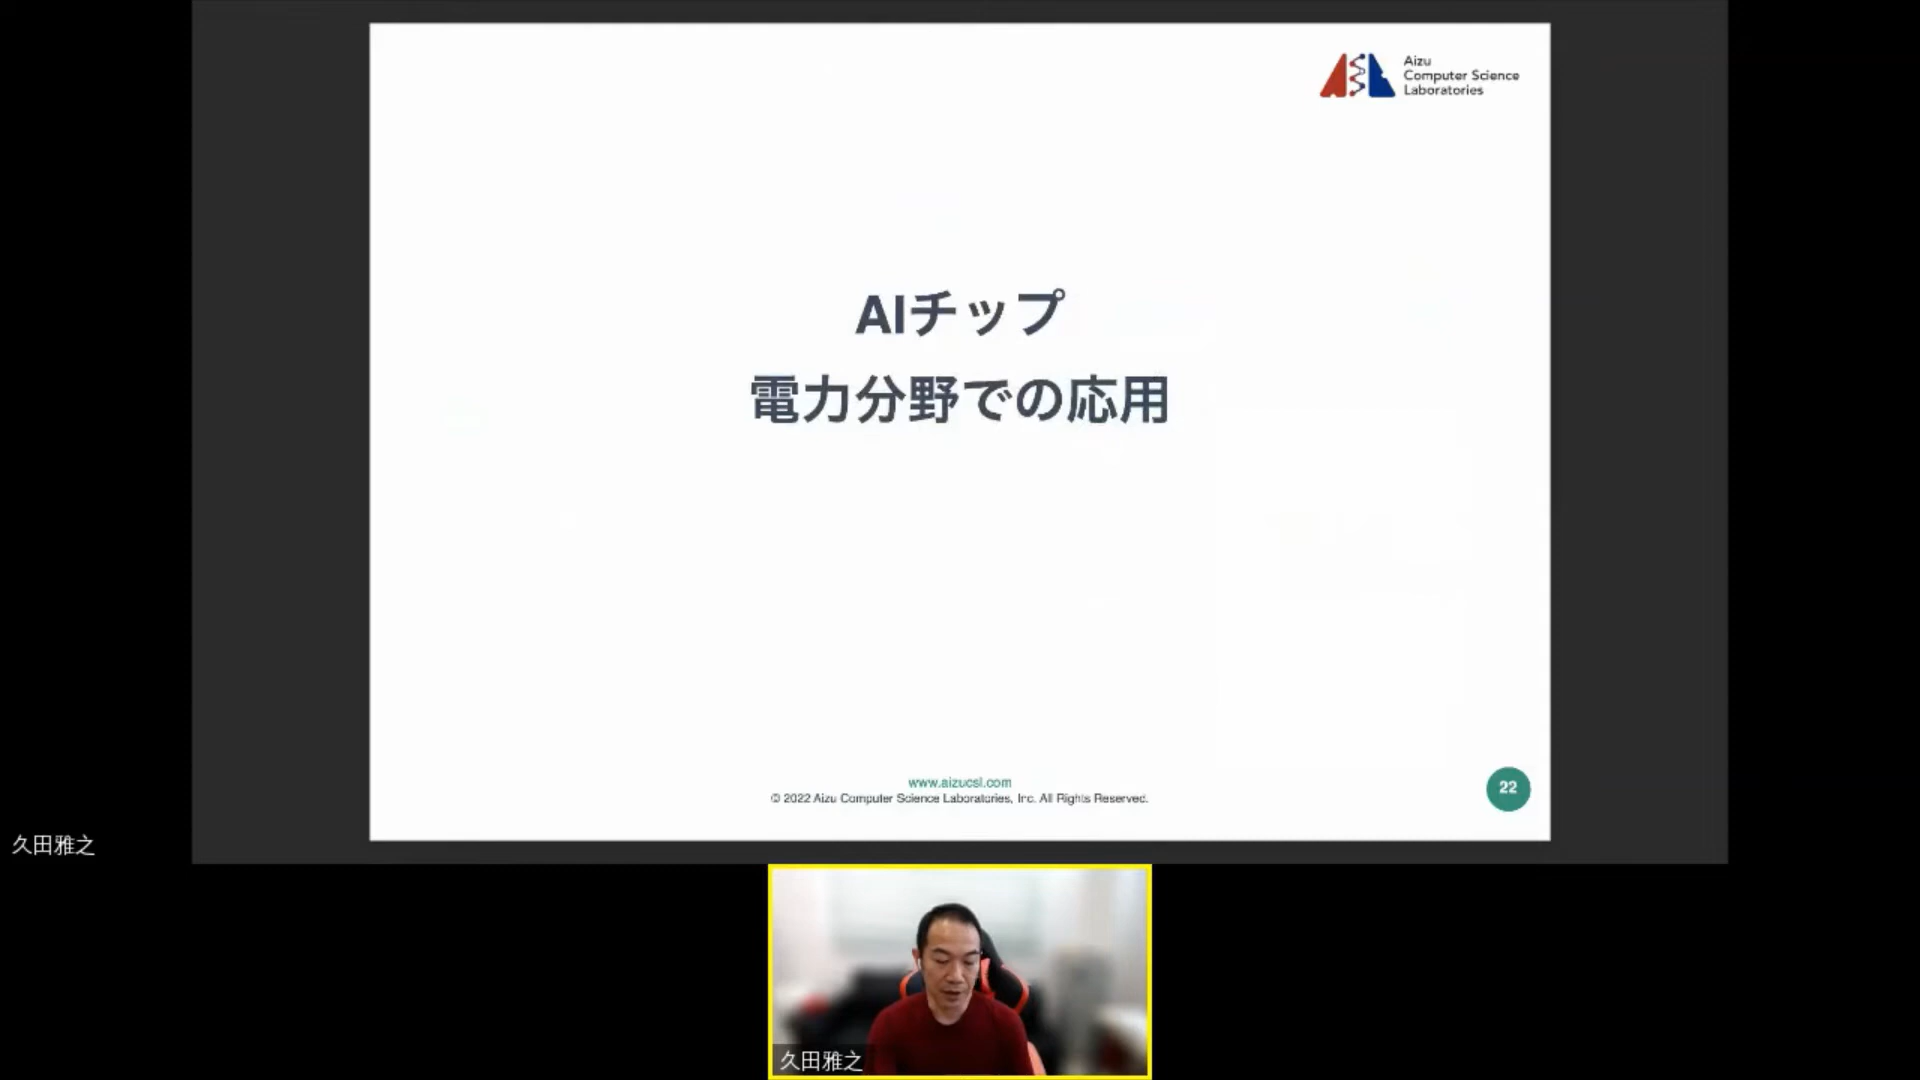 Aizu
Computer Science
Laboratories
AIチップ
電力分野での応用
www.aizucsl.com
© 2022 Aizu Computer Science Laboratories, Inc. All Rights Reserved.
22
久田雅之
久田雅之